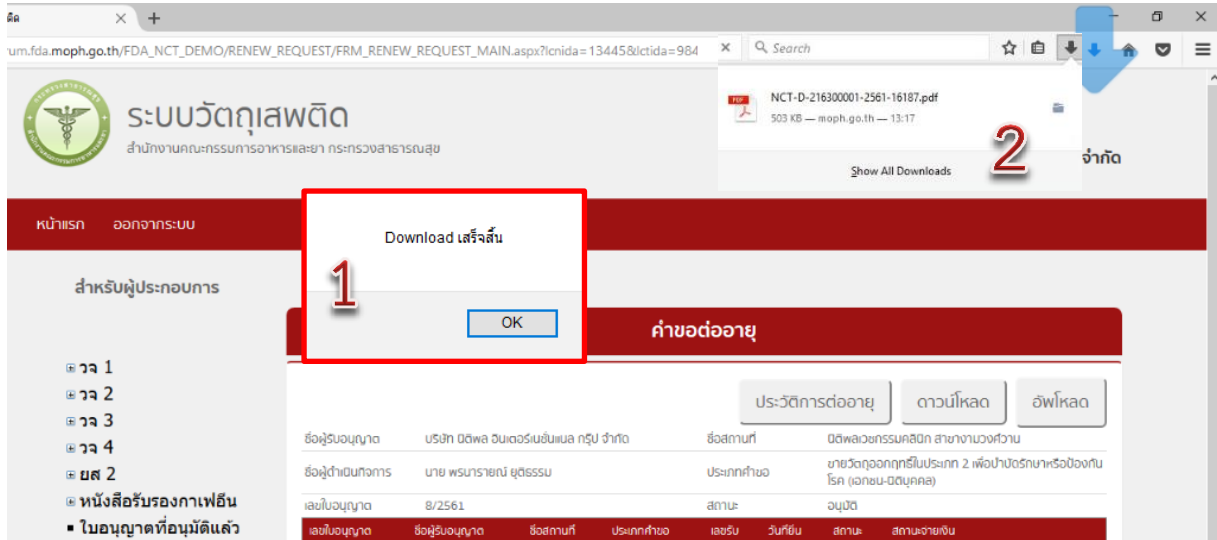 ติด × +
rum.fda.moph.go.th/FDA_NCT_DEMO/RENEW_REQUEST/FRM_RENEW_REQUEST_MAIN.aspx?lcnida=13445&lctida=984
Search
NCT-D-216300001-2561-16187.pdf
503 KB — moph.go.th — 13:17
Show All Downloads
2
ระบบวัตถุเสพติด
สำนักงานคณะกรรมการอาหารและยา กระทรวงสาธารณสุข
จำกัด
หน้าแรก ออกจากระบบ
Download เสร็จสิ้น
1
OK
สำหรับผู้ประกอบการ
วจ 1
วจ 2
วจ 3
วจ 4
ยส 2
หนังสือรับรองกาเฟอีน
ใบอนุญาตที่อนุมัติแล้ว
คำขอต่ออายุ
ประวัติการต่ออายุ ดาวน์โหลด อัพโหลด
ชื่อผู้รับอนุญาต บริษัท นิติพล อินเตอร์เนชั่นแนล กรุ๊ป จำกัด ชื่อสถานที่ นิติพลเวชกรรมคลินิก สาขางามวงศ์วาน
ชื่อผู้ดำเนินกิจการ นาย พรนารายณ์ ยุติธรรม ประเภทคำขอ ขายวัตถุออกฤทธิ์ในประเภท 2 เพื่อบำบัดรักษาหรือป้องกัน
โรค (เอกชน-นิติบุคคล)
เลขใบอนุญาต 8/2561 สถานะ อนุมัติ
เลขใบอนุญาต ชื่อผู้รับอนุญาต ชื่อสถานที่ ประเภทคำขอ เลขรับ วันที่ยื่น สถานะ สถานะจ่ายเงิน